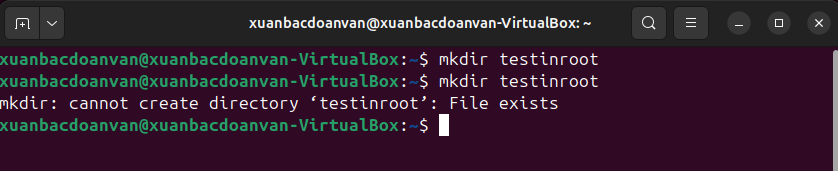 xuanbacdoanvan@xuanbacdoanvan-VirtualBox: ~
xuanbacdoanvan@xuanbacdoanvan-VirtualBox:~$ mkdir testinroot
xuanbacdoanvan@xuanbacdoanvan-VirtualBox:~$ mkdir testinroot
mkdir: cannot create directory ‘testinroot’: File exists
xuanbacdoanvan@xuanbacdoanvan-VirtualBox:~$